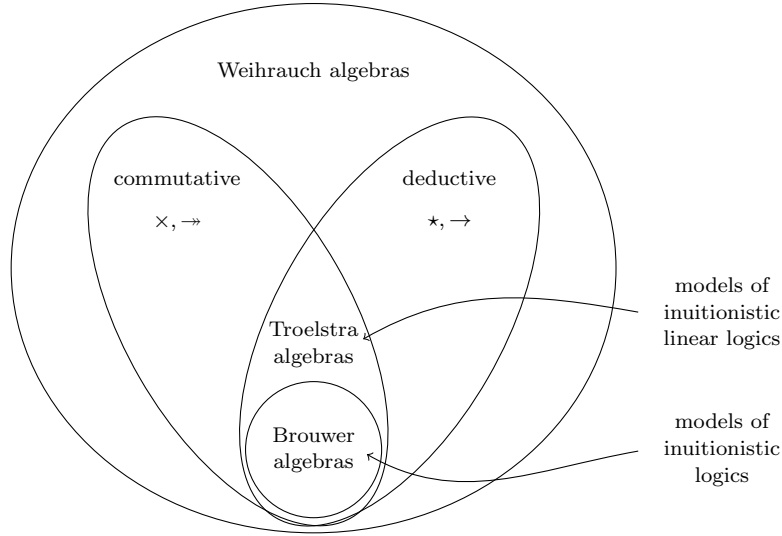 Weihrauch algebras
commutative
×, ↠
deductive
⋆, →
Troelstra
algebras
Brouwer
algebras
models of
inuitionistic
linear logics
models of
inuitionistic
logics